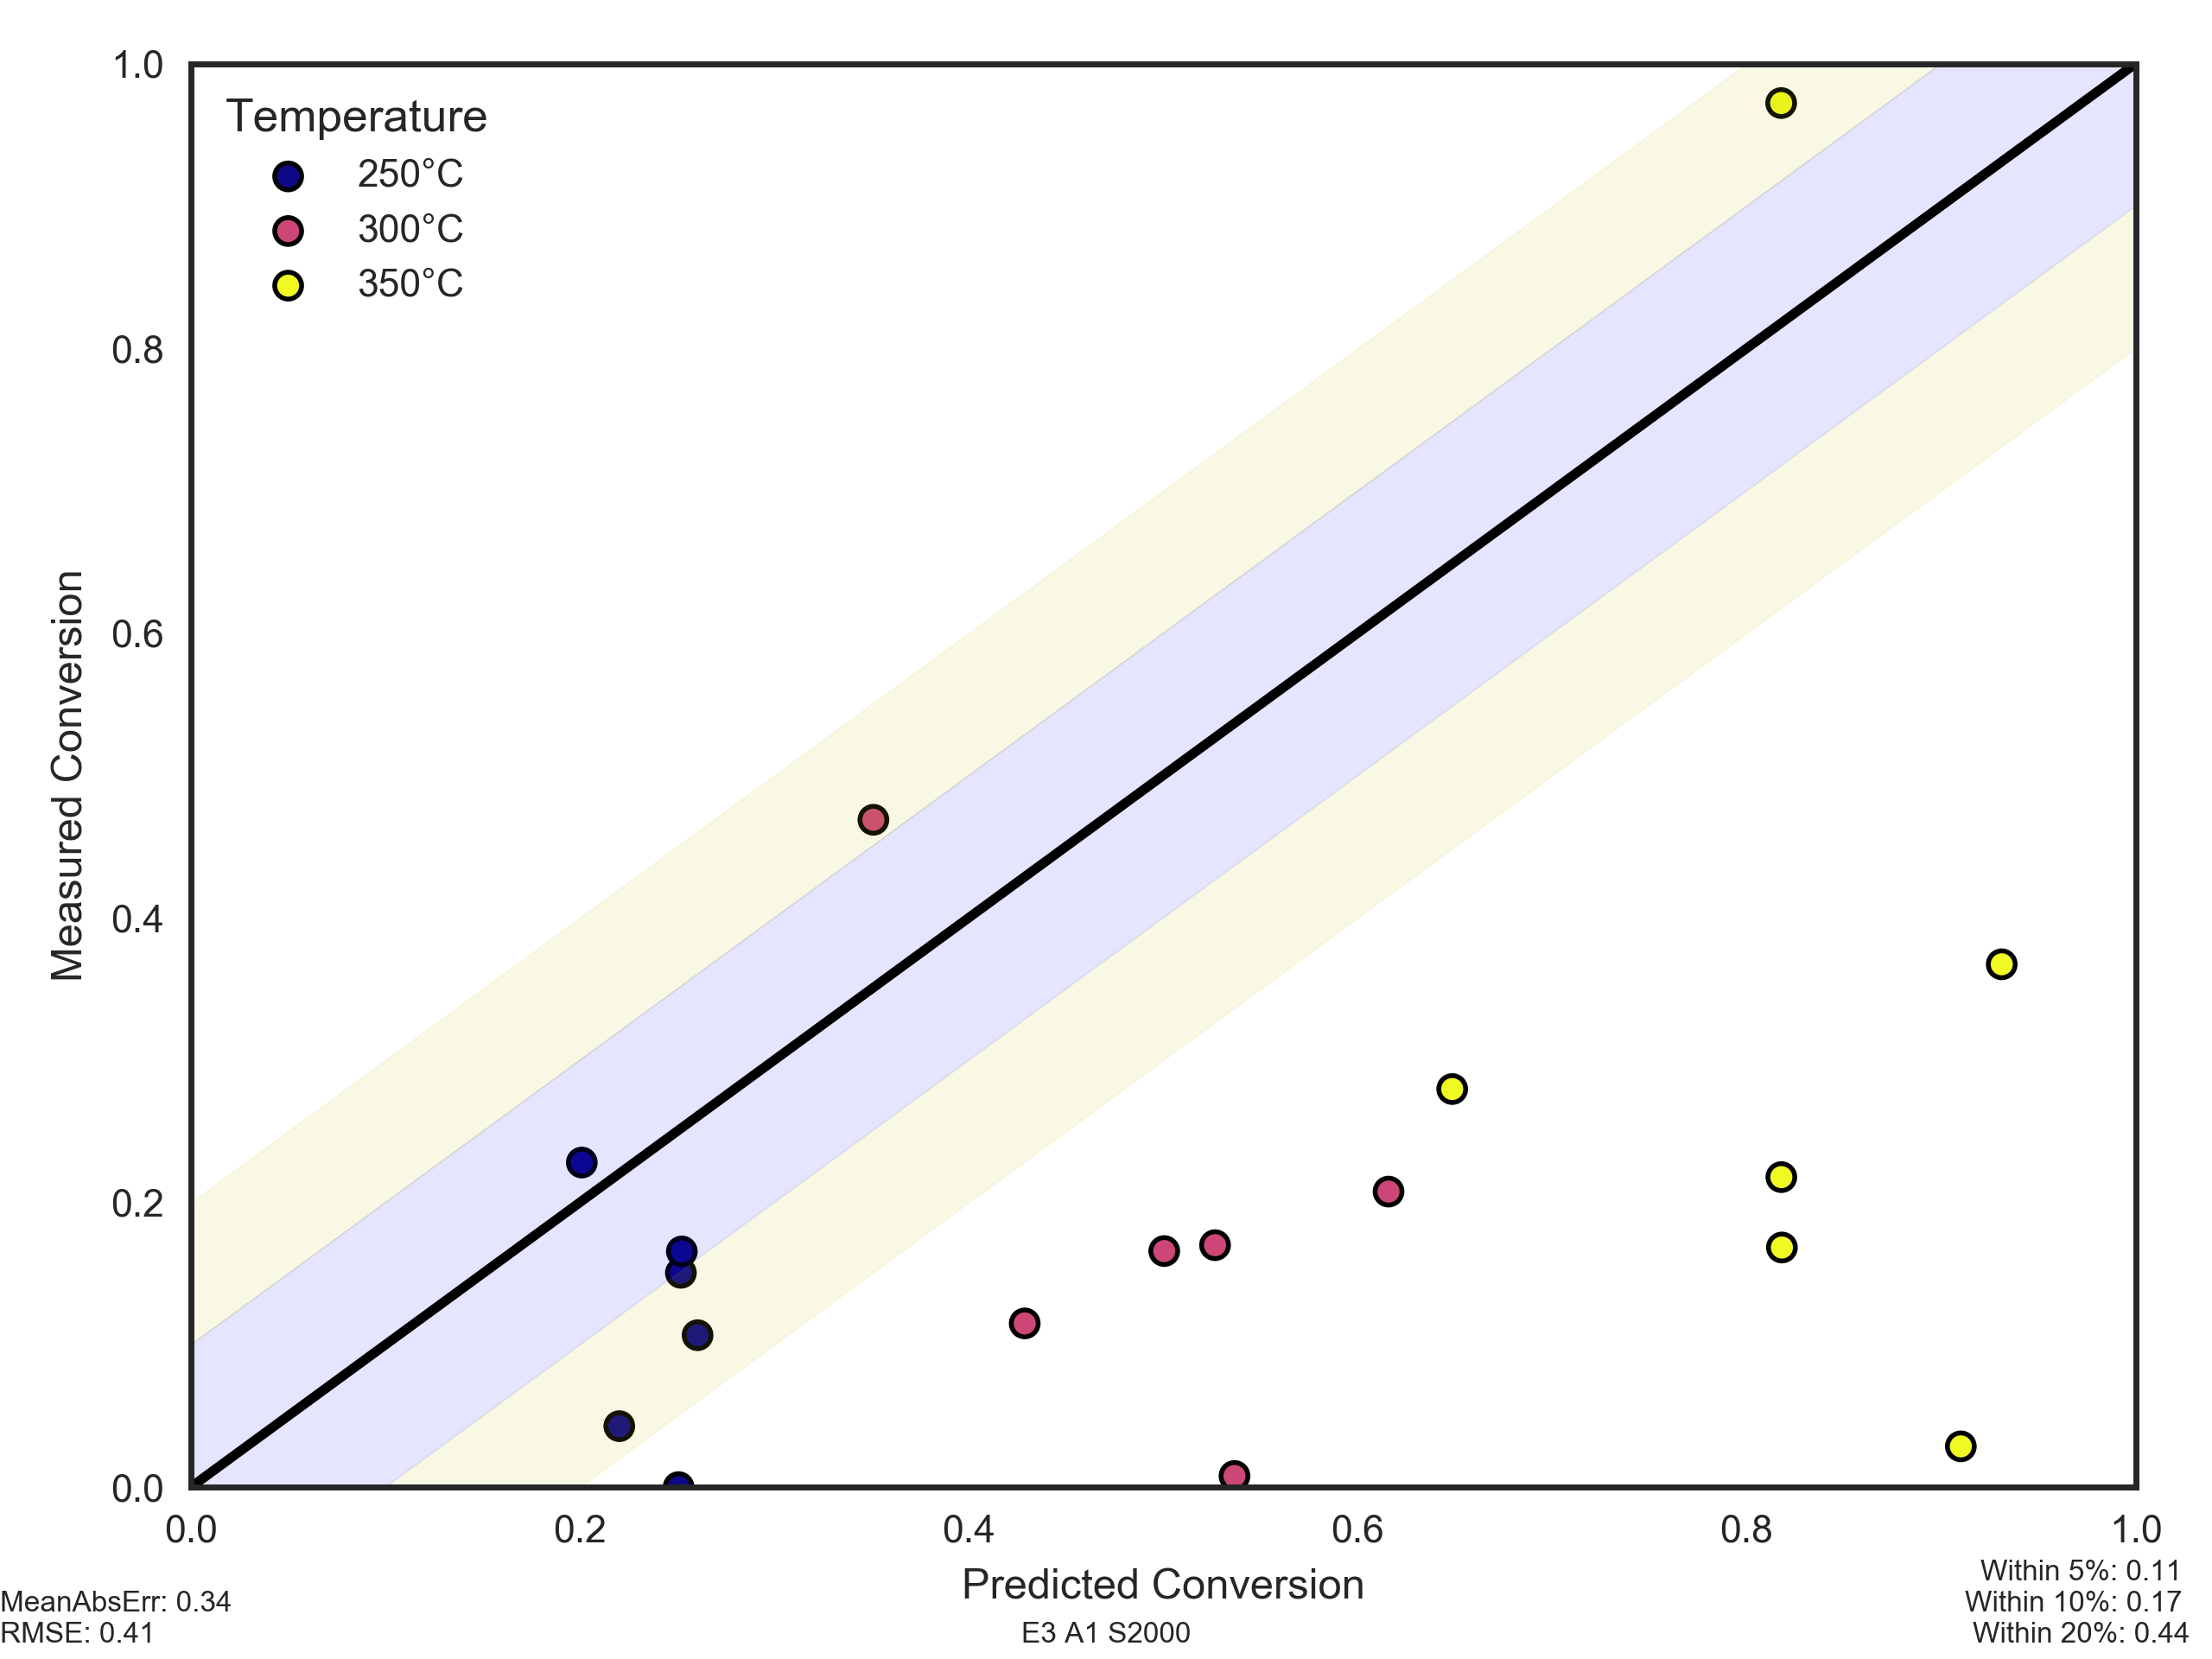 1.0
Temperature
250°C
300°C
350°C
0.8
0.6
0.4
0.2
0.0
Measured Conversion
0.0 0.2 0.4 0.6 0.8 1.0
Predicted Conversion
E3 A1 S2000
MeanAbsErr: 0.34
RMSE: 0.41
Within 5%: 0.11
Within 10%: 0.17
Within 20%: 0.44